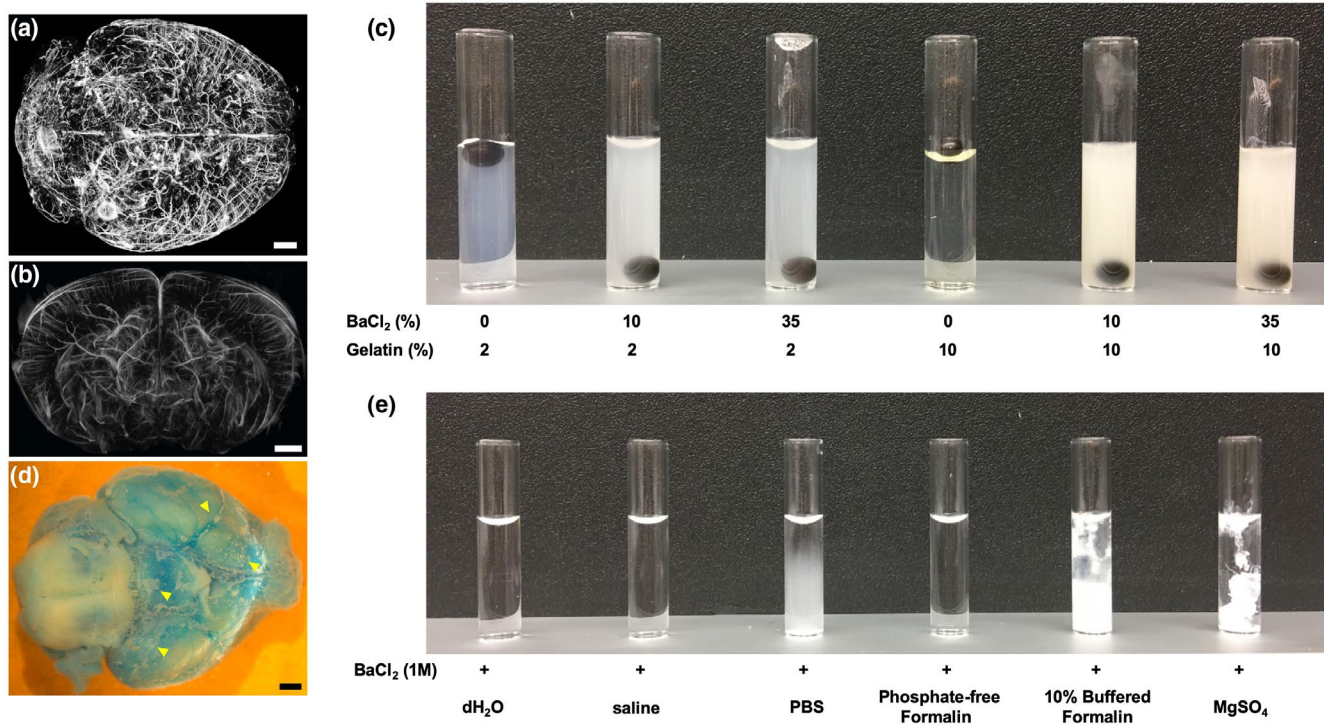 (a)
(b)
(d)
(c)
BaCl₂ (%) 0 10 35 0 10 35
Gelatin (%) 2 2 2 10 10 10
(e)
BaCl₂ (1M) + + + + + +
dH₂O saline PBS Phosphate-free Formalin 10% Buffered Formalin MgSO₄